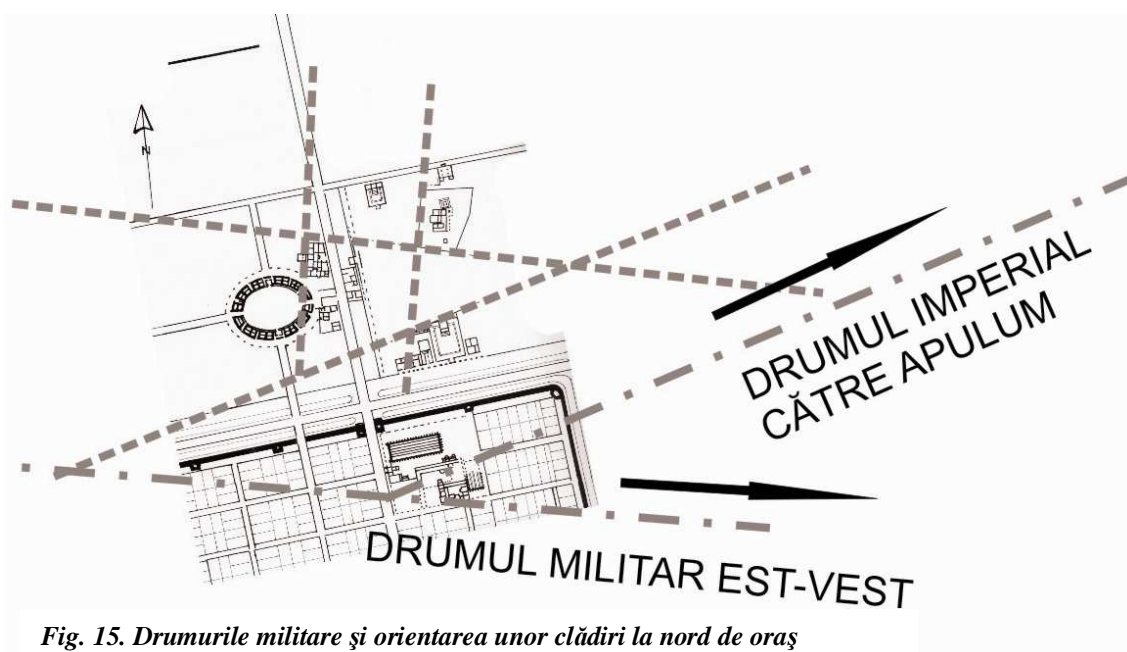 N
DRUMUL IMPERIAL
CĂTRE APULUM
DRUMUL MILITAR EST-VEST
Fig. 15. Drumurile militare şi orientarea unor clădiri la nord de oraş